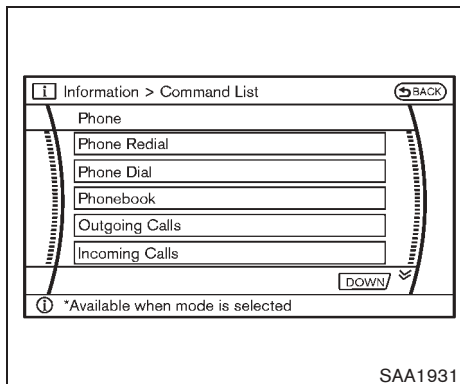 i Information > Command List BACK
Phone
Phone Redial
Phone Dial
Phonebook
Outgoing Calls
Incoming Calls
DOWN
i *Available when mode is selected
SAA1931